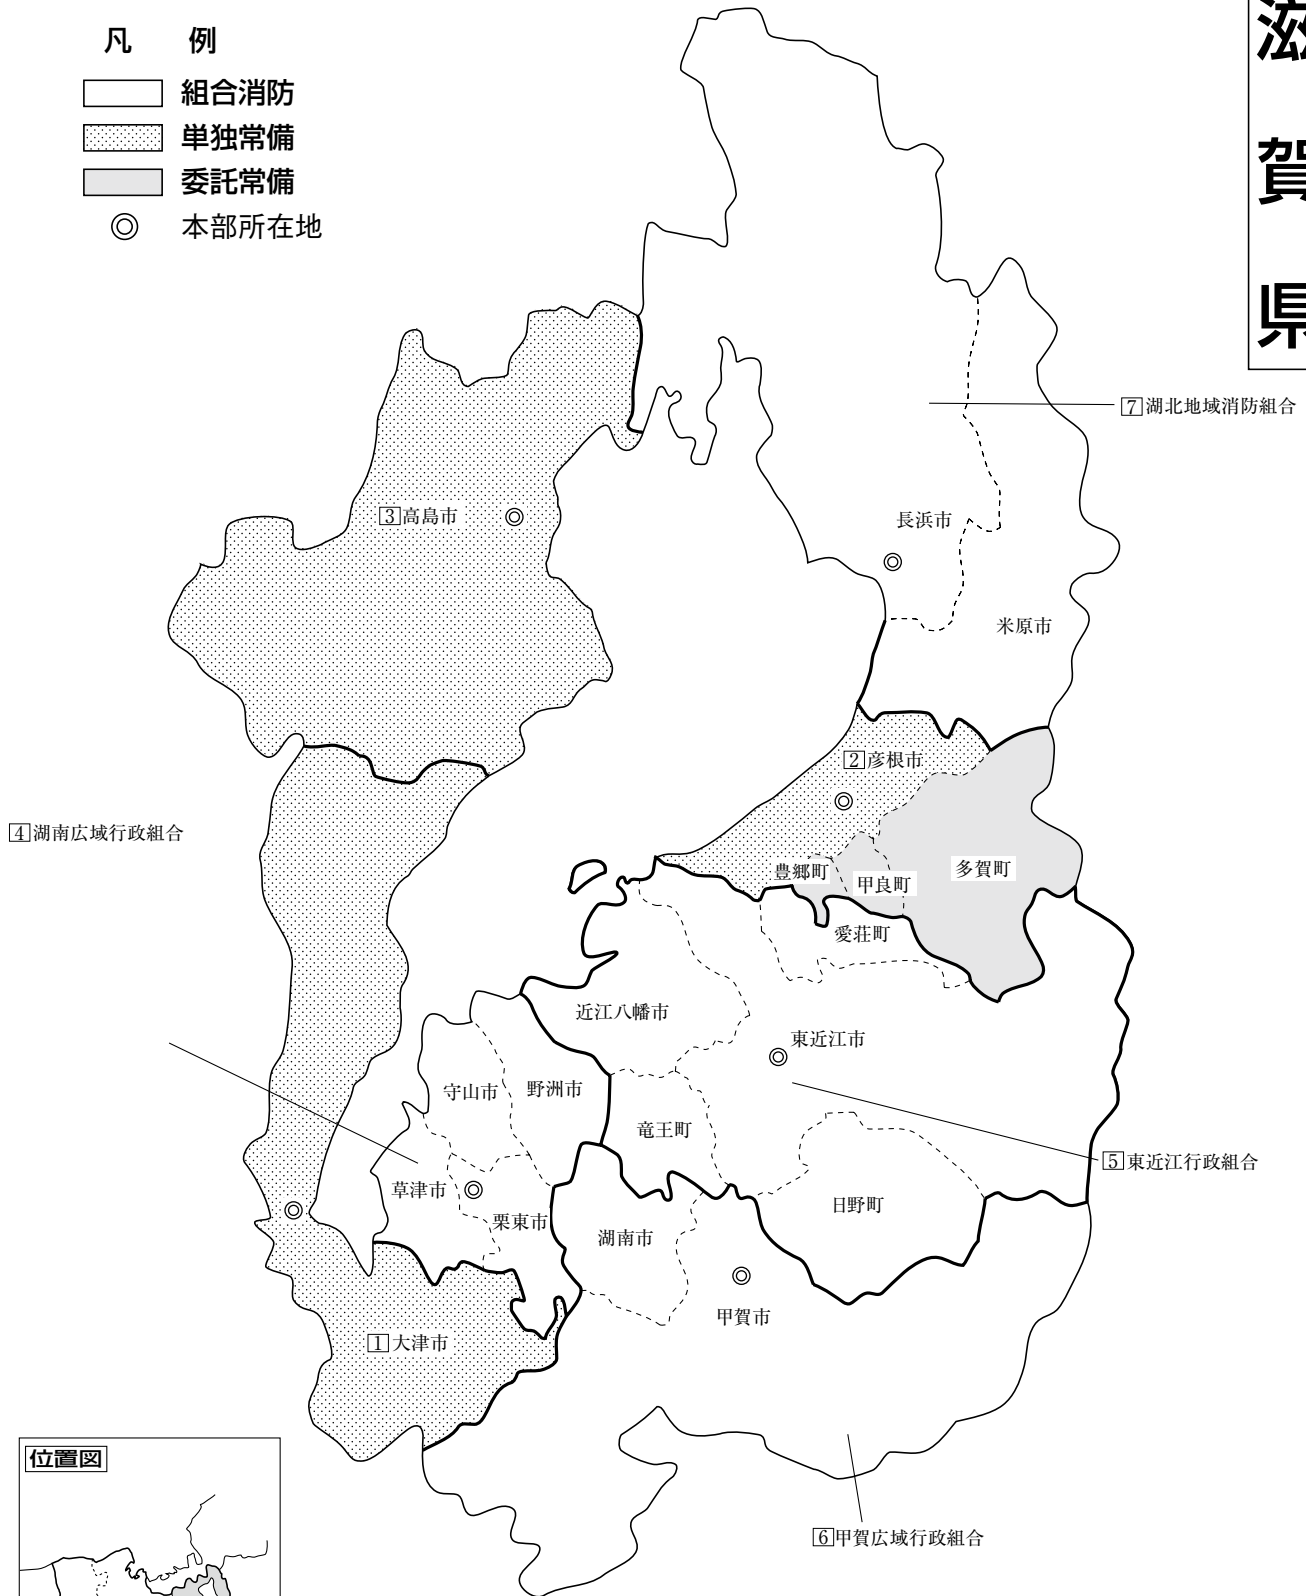 滋賀県
凡 例
組合消防
単独常備
委託常備
◎ 本部所在地
7 湖北地域消防組合
3 高島市
長浜市
米原市
2 彦根市
4 湖南広域行政組合
豊郷町
甲良町
多賀町
愛荘町
近江八幡市
東近江市
守山市
野洲市
竜王町
5 東近江行政組合
草津市
栗東市
日野町
湖南市
甲賀市
1 大津市
位置図
6 甲賀広域行政組合